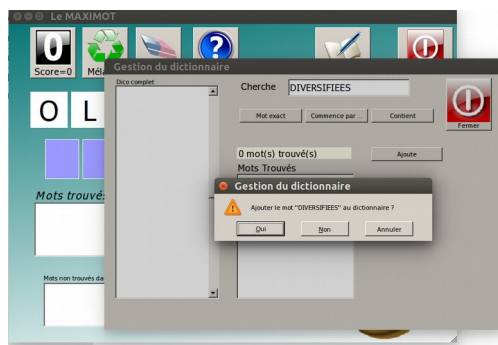 Le MAXIMOT
0
?
Score=0
Gestion du dictionnaire
Dico complet
Cherche DIVERSIFIEES
Mot exact Commence par ... Contient
Fermer
O L
0 mot(s) trouvé(s) Ajoute
Mots Trouvés
Gestion du dictionnaire
Ajouter le mot "DIVERSIFIEES" au dictionnaire ?
Oui Non Annuler
Mots trouvés
Mots non trouvés da